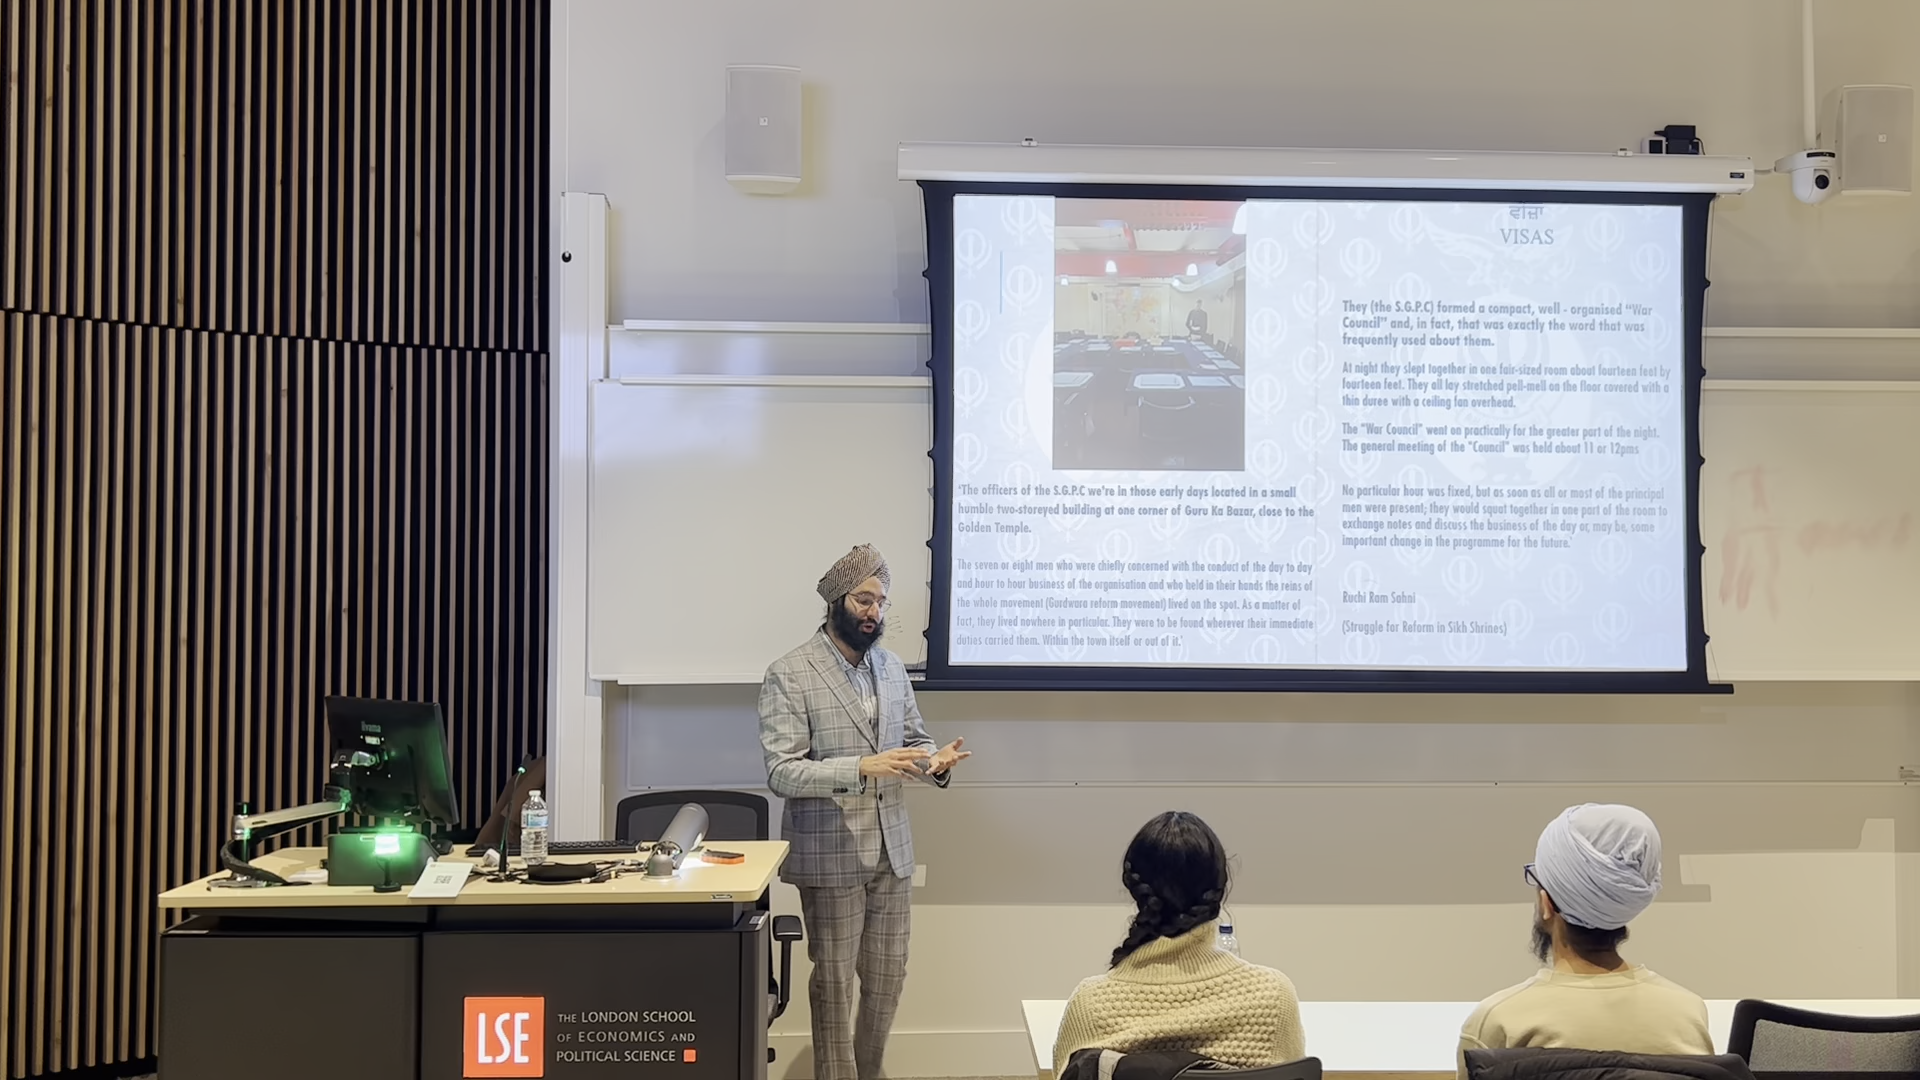 ਵੀਜ਼ਾ
VISAS
They (the S.G.P.C) formed a compact, well - organised “War
Council” and, in fact, that was exactly the word that was
frequently used about them.
At night they slept together in one fair-sized room about fourteen feet by
fourteen feet. They all lay stretched pell-mell on the floor covered with a
thin duree with a ceiling fan overhead.
The "War Council" went on practically for the greater part of the night.
The general meeting of the "Council" was held about 11 or 12pms
No particular hour was fixed, but as soon as all or most of the principal
men were present; they would squat together in one part of the room to
exchange notes and discuss the business of the day or, may be, some
important change in the programme for the future.'
Ruchi Ram Sahni
(Struggle for Reform in Sikh Shrines)
'The officers of the S.G.P.C we're in those early days located in a small
humble two-storeyed building at one corner of Guru Ka Bazar, close to the
Golden Temple.
The seven or eight men who were chiefly concerned with the conduct of the day to day
and hour to hour business of the organisation and who held in their hands the reins of
the whole movement (Gurdwara reform movement) lived on the spot. As a matter of
fact, they lived nowhere in particular. They were to be found wherever their immediate
duties carried them. Within the town itself or out of it.'
iiyama
LSE
THE LONDON SCHOOL
OF ECONOMICS AND
POLITICAL SCIENCE